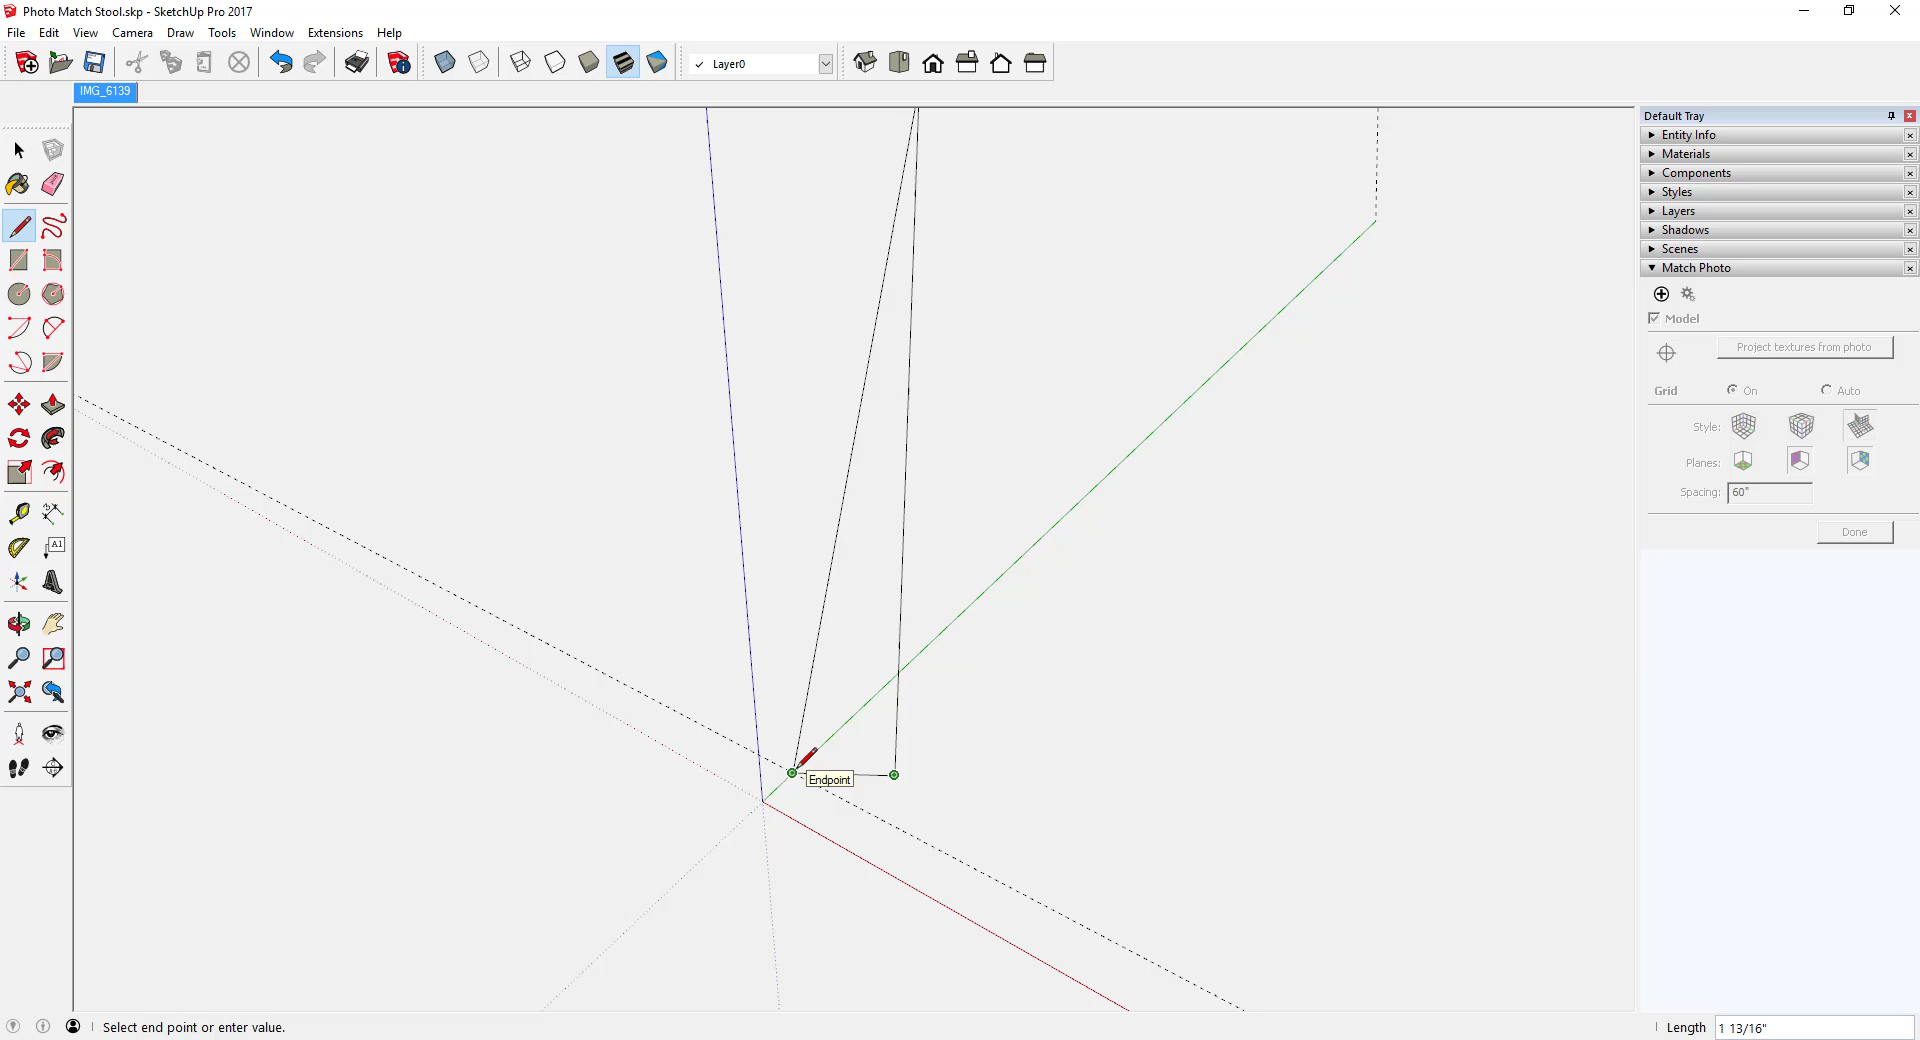 Photo Match Stool.skp - SketchUp Pro 2017
File Edit View Camera Draw Tools Window Extensions Help
Layer0
IMG_6139
Default Tray
Entity Info
Materials
Components
Styles
Layers
Shadows
Scenes
Match Photo
Model
Project textures from photo
Grid On Auto
A1
Style:
Planes:
Spacing: 60"
Done
Endpoint
Select end point or enter value.
Length 1 13/16"